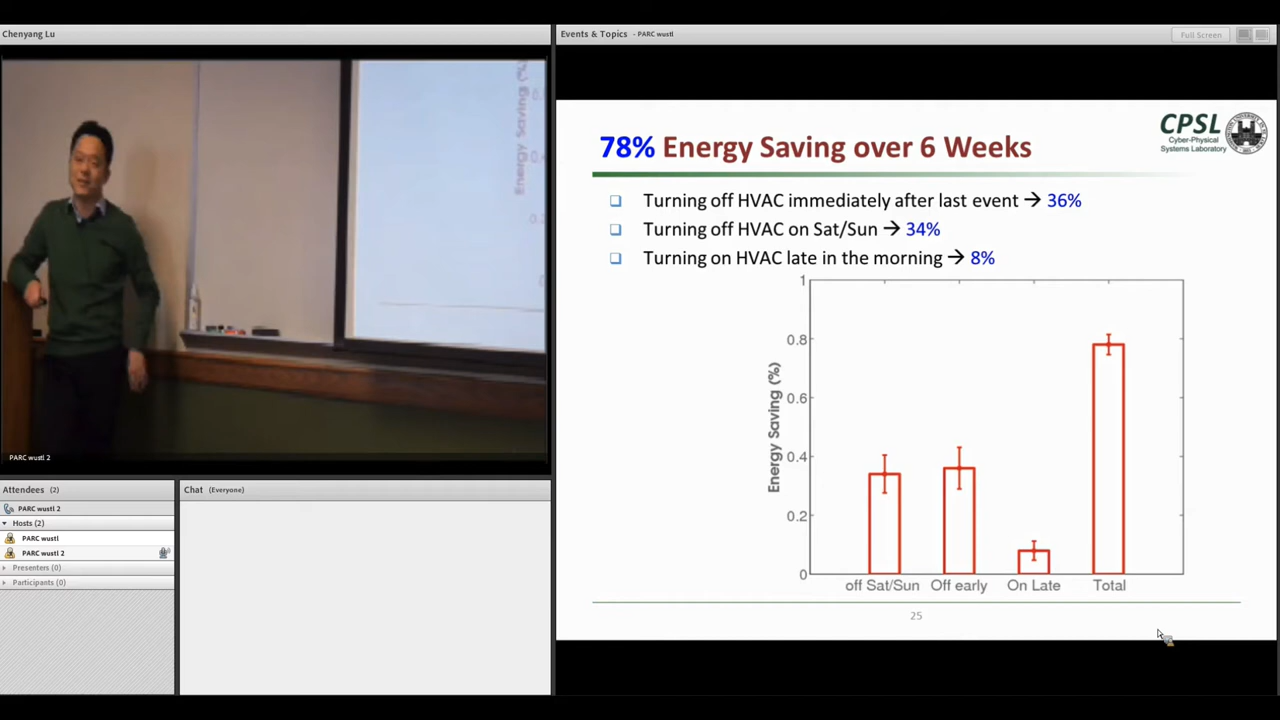 Chenyang Lu
Events & Topics - PARC wustl
Full Screen
Energy Saving (%)
PARC wustl 2
Attendees (2)
PARC wustl 2
Hosts (2)
PARC wustl
PARC wustl 2
Presenters (0)
Participants (0)
Chat (Everyone)
78% Energy Saving over 6 Weeks
CPSL
Cyber-Physical
Systems Laboratory
Turning off HVAC immediately after last event → 36%
Turning off HVAC on Sat/Sun → 34%
Turning on HVAC late in the morning → 8%
1
0.8
0.6
0.4
0.2
0
Energy Saving (%)
off Sat/Sun Off early On Late Total
25